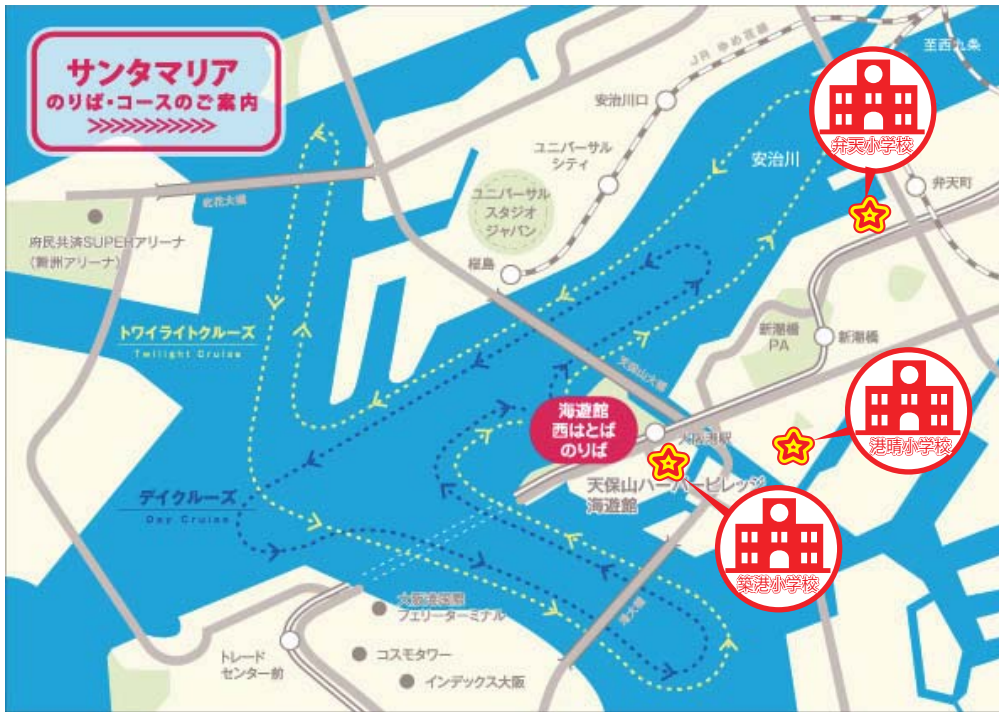 サンタマリア
のりば・コースのご案内
>>>>>>>>>>>
至西九条
JR ゆめ咲線
安治川口
弁天小学校
ユニバーサル
シティ
安治川
弁天町
ユニバーサル
スタジオ
ジャパン
此花大橋
府民共済SUPERアリーナ
(舞洲アリーナ)
桜島
トワイライトクルーズ
Twilight Cruise
新潮橋
PA
新潮橋
天保山大橋
海遊館
西はとば
のりば
大阪港駅
港晴小学校
天保山ハーバービレッジ
海遊館
デイクルーズ
Day Cruise
築港小学校
フェリーターミナル
港大橋
トレード
センター前
コスモタワー
インデックス大阪